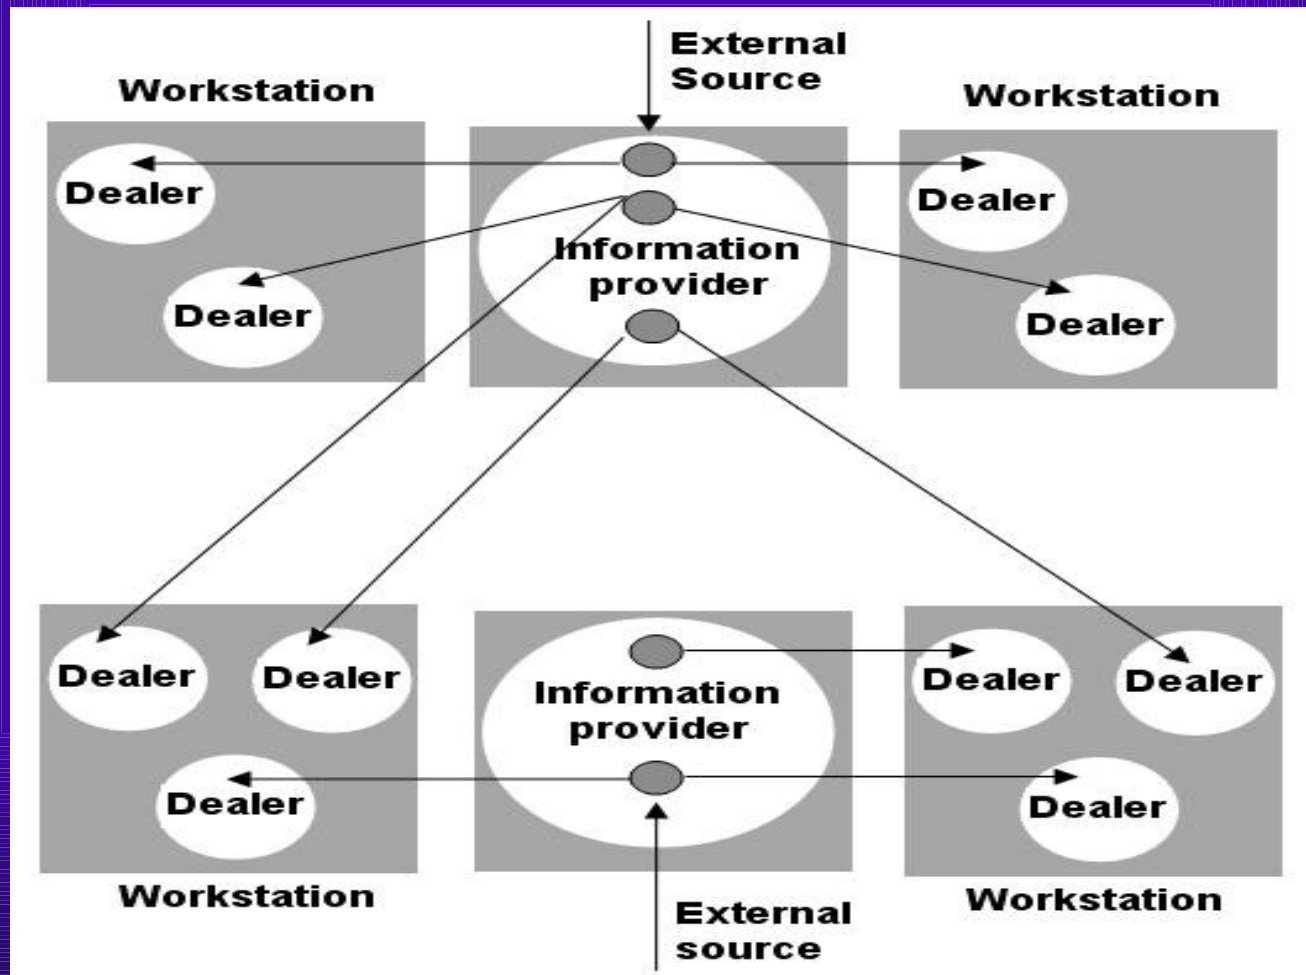 External
Source
Workstation
Workstation
Dealer
Dealer
Information
provider
Dealer
Dealer
Dealer
Dealer
Dealer
Information
provider
Dealer
Dealer
Dealer
Workstation
Workstation
External
source